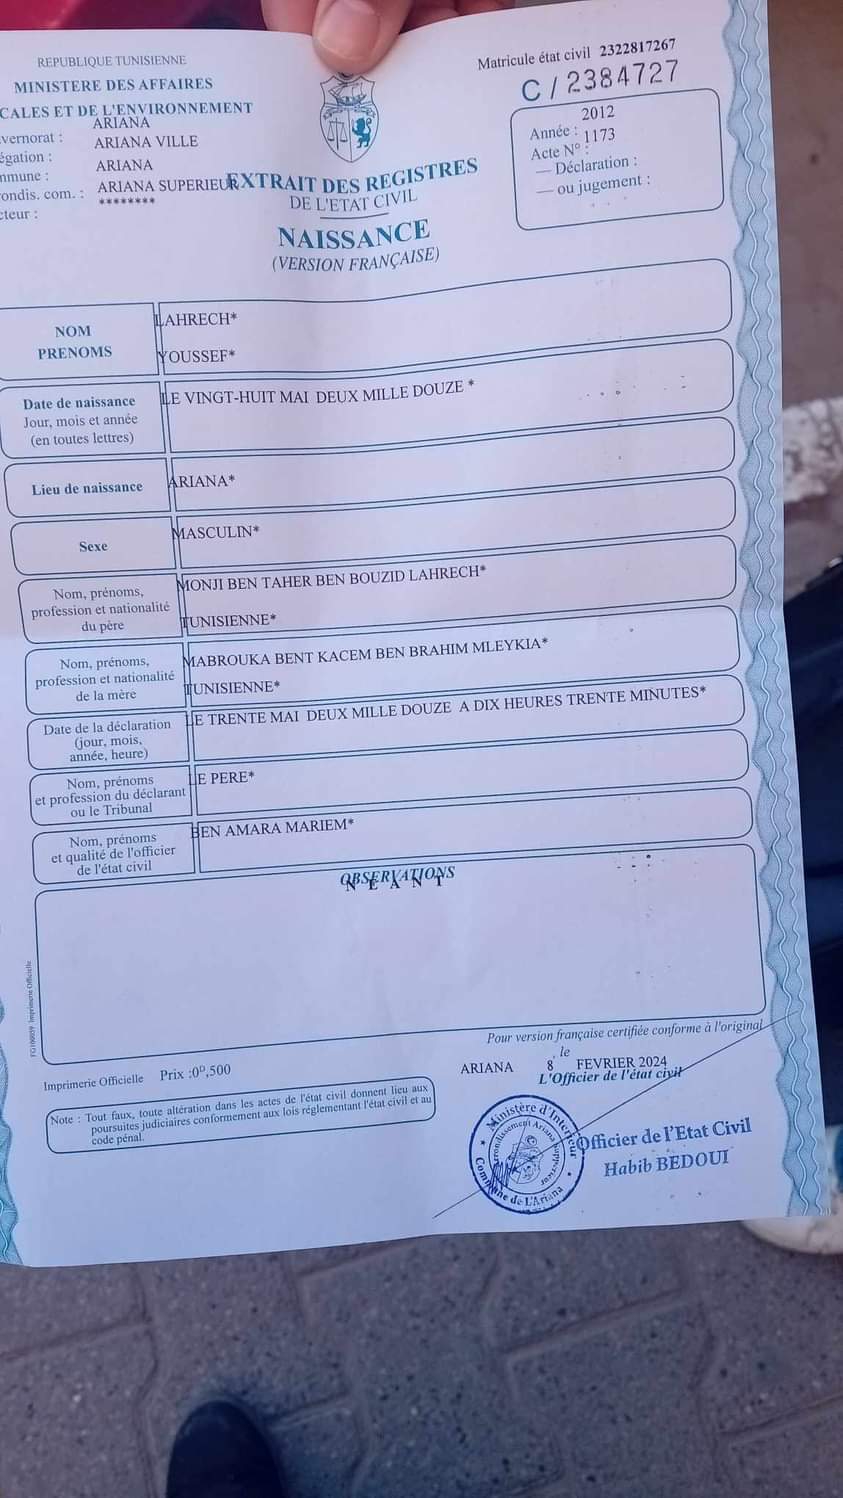 REPUBLIQUE TUNISIENNE
MINISTERE DES AFFAIRES
CALES ET DE L'ENVIRONNEMENT
vernorat : ARIANA
égation : ARIANA VILLE
mmune : ARIANA
rondis. com. : ARIANA SUPERIEUR
cteur : ********
Matricule état civil 2322817267
C / 2384727
2012
Année :
Acte N° : 1173
— Déclaration :
— ou jugement :
EXTRAIT DES REGISTRES
DE L'ETAT CIVIL
NAISSANCE
(VERSION FRANÇAISE)
NOM
PRENOMS
LAHRECH*
YOUSSEF*
Date de naissance
Jour, mois et année
(en toutes lettres)
LE VINGT-HUIT MAI DEUX MILLE DOUZE *
Lieu de naissance
ARIANA*
Sexe
MASCULIN*
Nom, prénoms,
profession et nationalité
du père
MONJI BEN TAHER BEN BOUZID LAHRECH*
TUNISIENNE*
Nom, prénoms,
profession et nationalité
de la mère
MABROUKA BENT KACEM BEN BRAHIM MLEYKIA*
TUNISIENNE*
Date de la déclaration
(jour, mois,
année, heure)
LE TRENTE MAI DEUX MILLE DOUZE A DIX HEURES TRENTE MINUTES*
Nom, prénoms
et profession du déclarant
ou le Tribunal
LE PERE*
Nom, prénoms
et qualité de l'officier
de l'état civil
BEN AMARA MARIEM*
OBSERVATIONS
N E A N T
Imprimerie Officielle
Imprimerie Officielle Prix :0ᴰ,500
Note : Tout faux, toute altération dans les actes de l'état civil donnent lieu aux
poursuites judiciaires conformement aux lois réglementant l'état civil et au
code pénal.
Pour version française certifiée conforme à l'original
ARIANA , le 8 FEVRIER 2024
L'Officier de l'état civil
Ministère d'Interieur
Arrondissement Ariana Supperieur
Commune de L'Ariana
Officier de l'Etat Civil
Habib BEDOUI